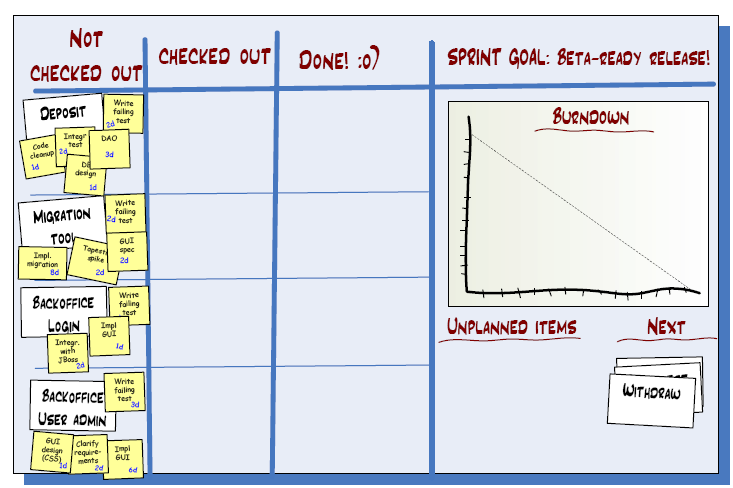 Not
checked out
checked out
Done! :o)
SPRINT GOAL: Beta-ready release!
Deposit
Write
failing
test
2d
Code
cleanup
1d
Integr
test
2d
DAO
3d
DB
design
1d
Migration
tool
Write
failing
test
2d
GUI
spec
2d
Impl.
migration
8d
Tapestry
spike
2d
Backoffice
Login
Write
failing
test
Impl
GUI
1d
Integr.
with
JBoss
2d
Backoffice
User admin
Write
failing
test
3d
GUI
design
(CSS)
1d
Clarify
require-
ments
2d
Impl
GUI
6d
Burndown
Unplanned items
Next
Withdraw